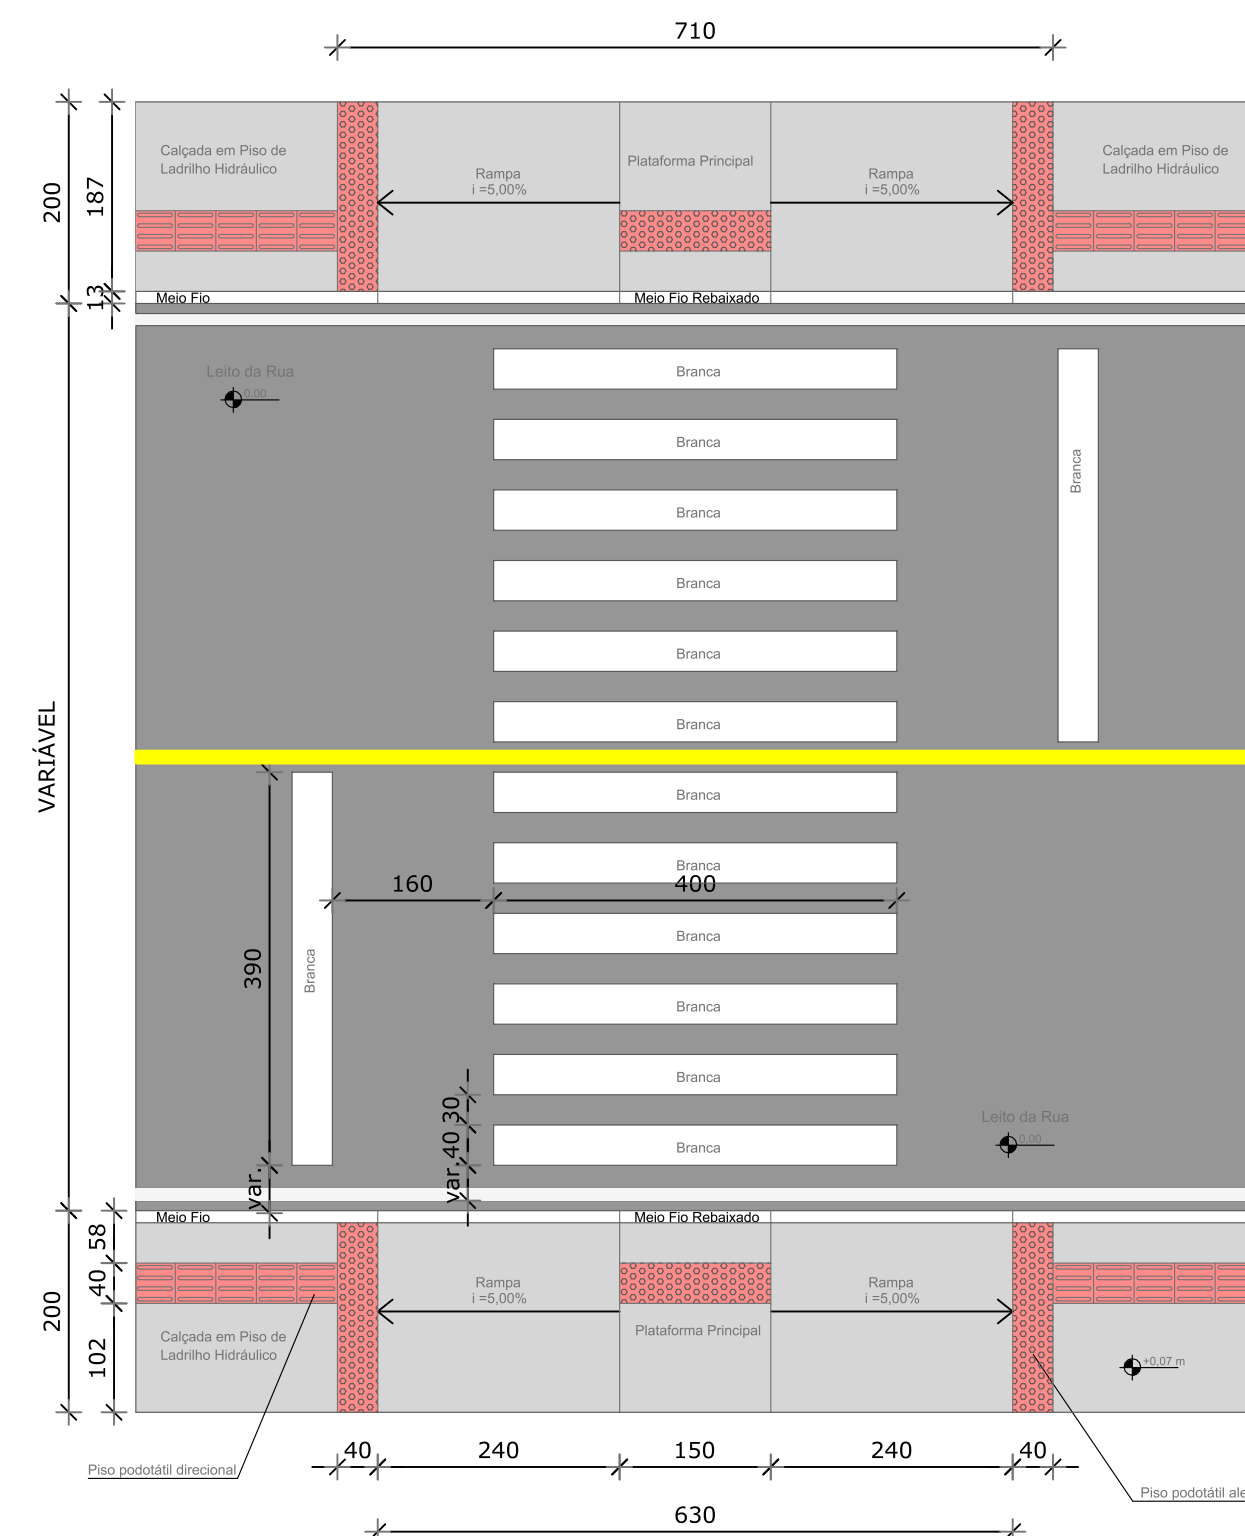 710
200
187
13
Calçada em Piso de
Ladrilho Hidráulico
Rampa
i =5,00%
Plataforma Principal
Rampa
i =5,00%
Calçada em Piso de
Ladrilho Hidráulico
Meio Fio
Meio Fio Rebaixado
Leito da Rua
0,00
Branca
Branca
Branca
Branca
Branca
Branca
Branca
VARIÁVEL
Branca
Branca
160
400
390
Branca
Branca
Branca
Branca
30
40
var.
var.
Branca
Leito da Rua
0,00
Meio Fio
Meio Fio Rebaixado
200
58
40
102
Rampa
i =5,00%
Plataforma Principal
Rampa
i =5,00%
Calçada em Piso de
Ladrilho Hidráulico
+0,07 m
40
240
150
240
40
Piso podotátil direcional
Piso podotátil ale
630